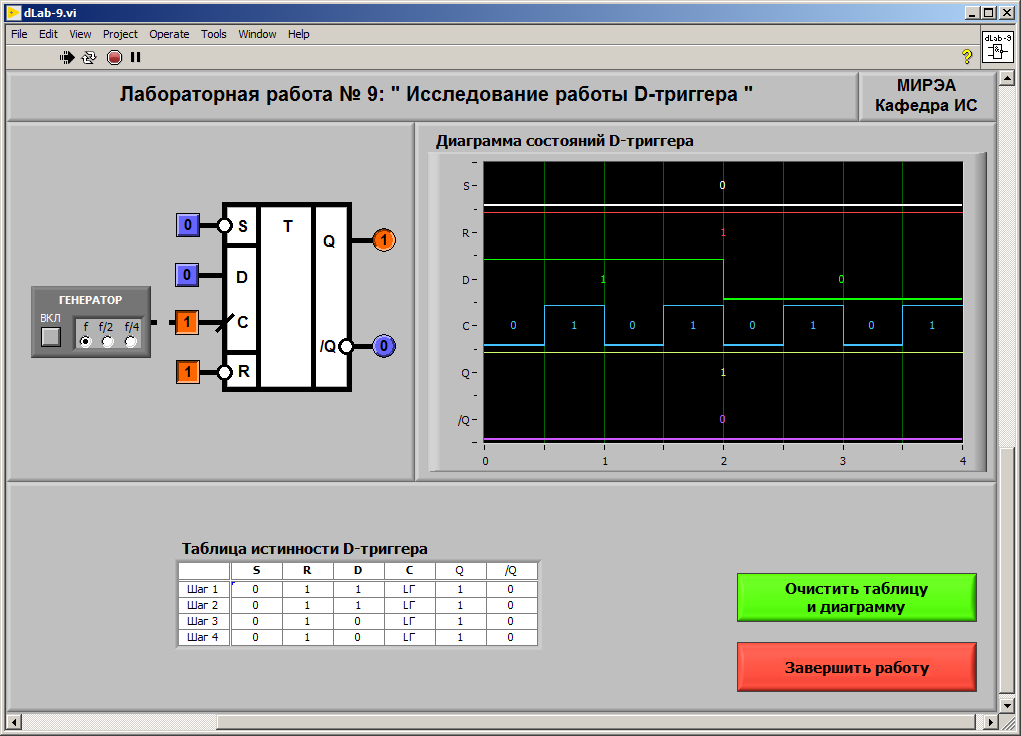 dLab-9.vi
File Edit View Project Operate Tools Window Help
?
dLab-9
&
Лабораторная работа № 9: " Исследование работы D-триггера "
МИРЭА
Кафедра ИС
ГЕНЕРАТОР
ВКЛ
f f/2 f/4
0 S T Q 1
0 D
1 C
/Q 0
1 R
Диаграмма состояний D-триггера
S 0
R 1
D 1 0
C 0 1 0 1 0 1 0 1
Q 1
/Q 0
0 1 2 3 4
Таблица истинности D-триггера
S R D C Q /Q
Шаг 1 0 1 1 LГ 1 0
Шаг 2 0 1 1 LГ 1 0
Шаг 3 0 1 0 LГ 1 0
Шаг 4 0 1 0 LГ 1 0
Очистить таблицу
и диаграмму
Завершить работу